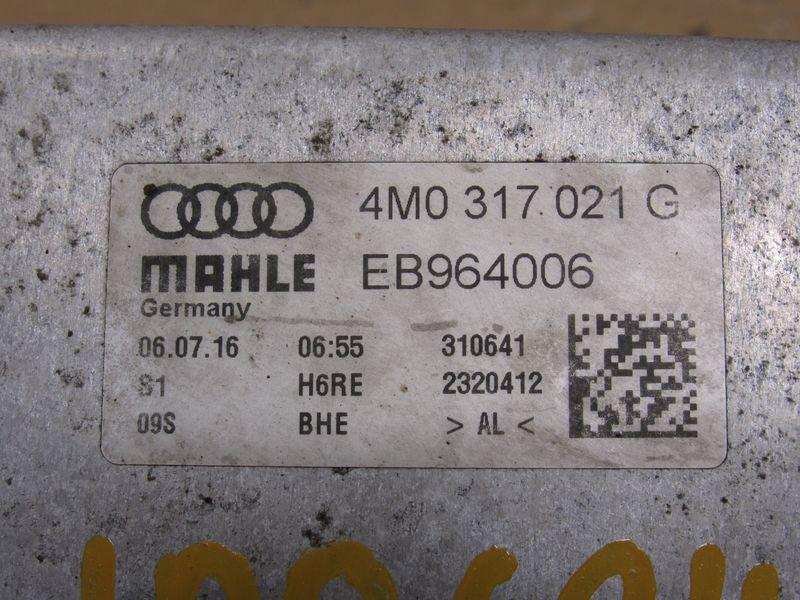 4M0 317 021 G
MAHLE EB964006
Germany
06.07.16 06:55 310641
S1 H6RE 2320412
09S BHE > AL <